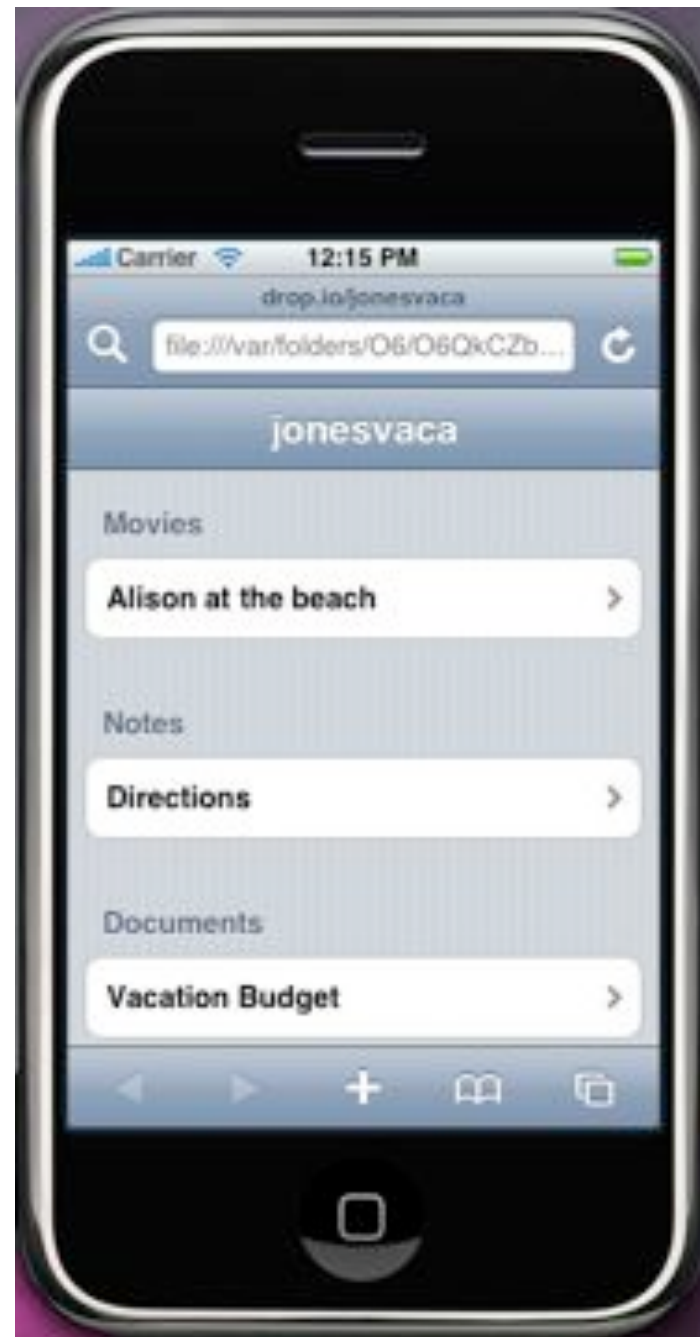 Carrier 12:15 PM
drop.io/jonesvaca
file:///var/folders/O6/O6QkCZb...
jonesvaca
Movies
Alison at the beach
Notes
Directions
Documents
Vacation Budget